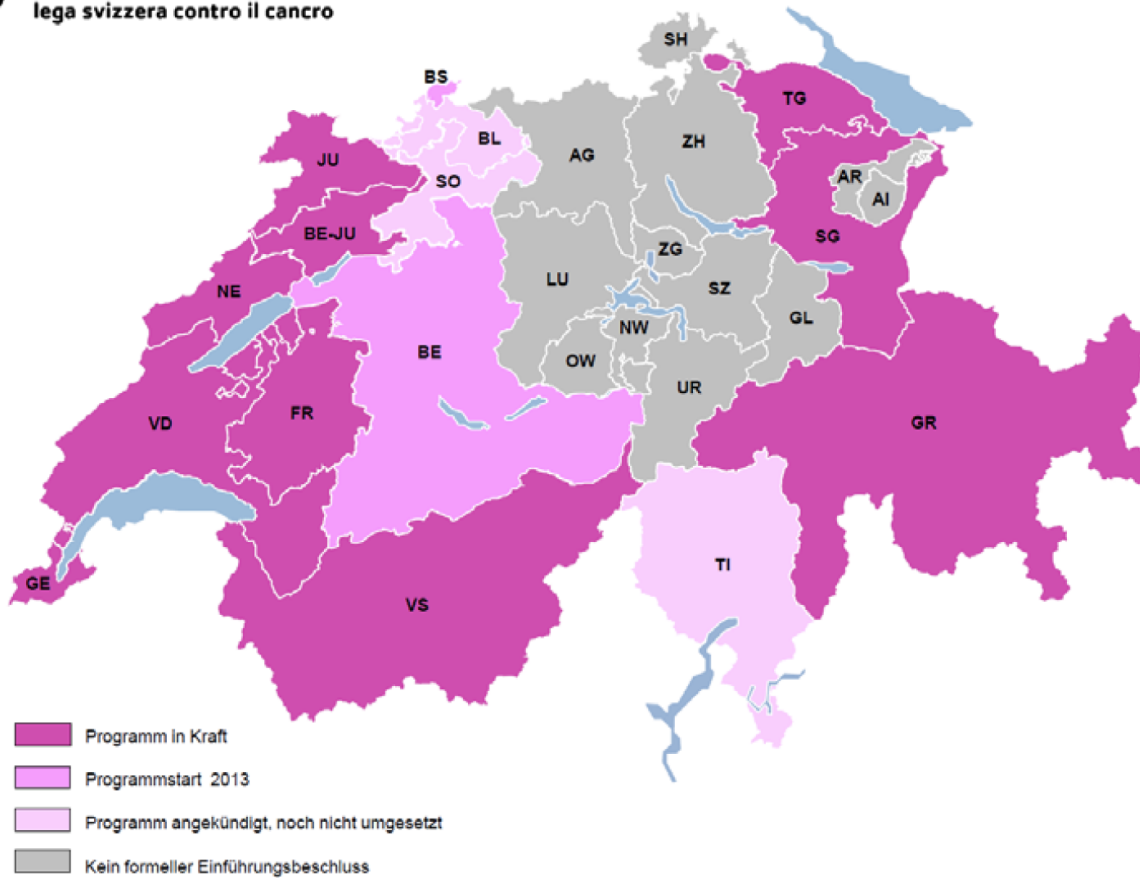 lega svizzera contro il cancro
SH
BS
TG
BL
ZH
AG
JU
AR
SO
AI
BE-JU
SG
ZG
LU
SZ
NE
GL
NW
BE
OW
UR
FR
VD
GR
TI
GE
VS
Programm in Kraft
Programmstart 2013
Programm angekündigt, noch nicht umgesetzt
Kein formeller Einführungsbeschluss